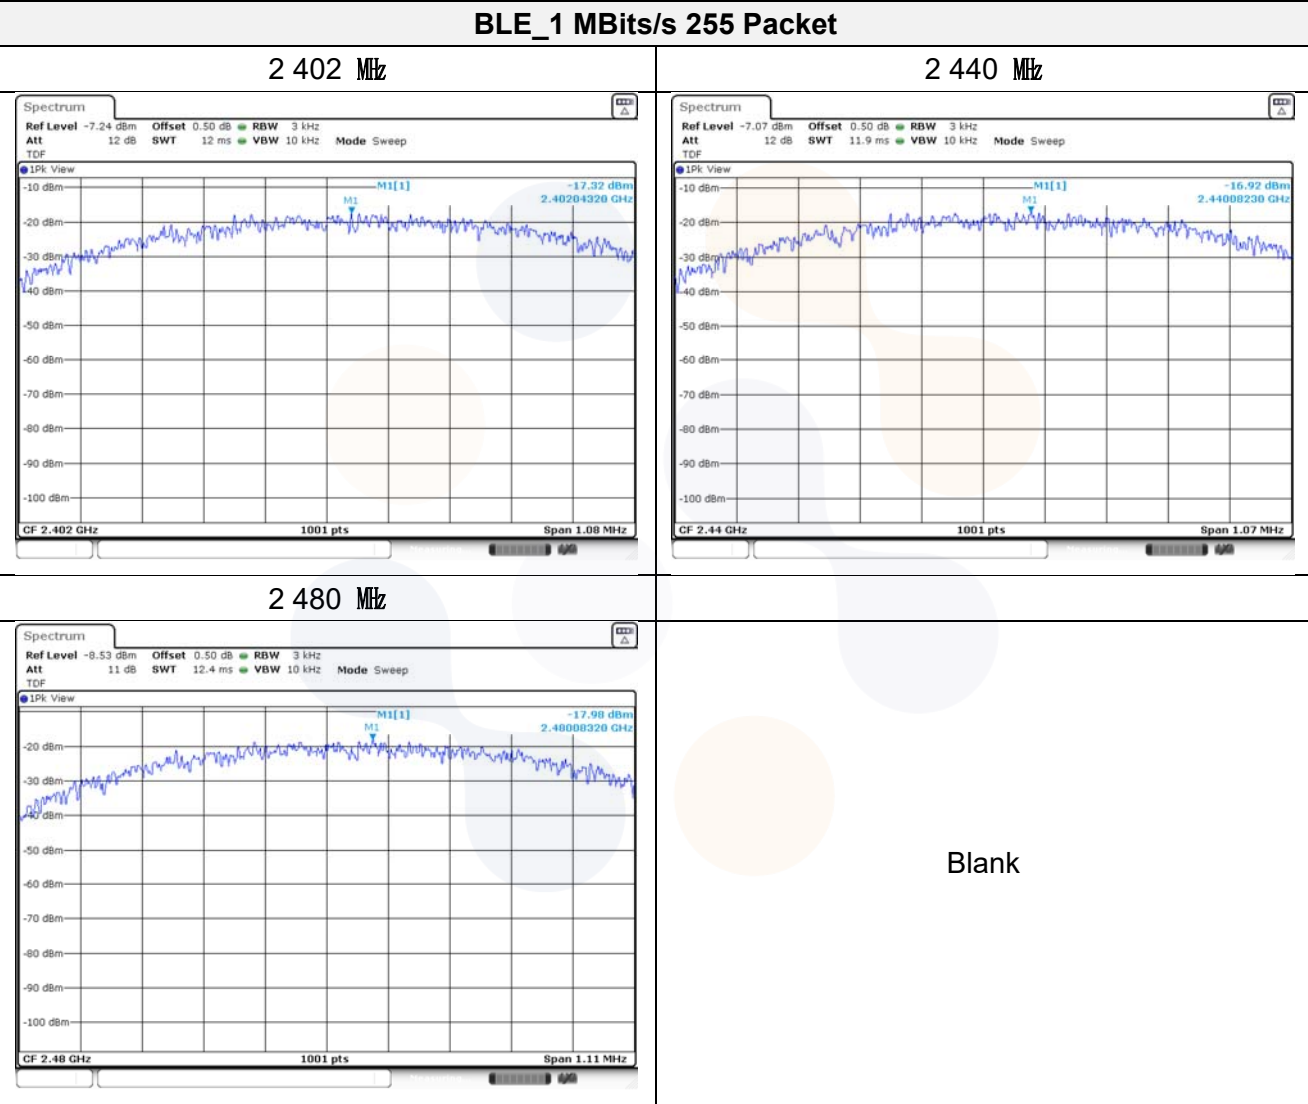 BLE_1 MBits/s 255 Packet
2 402 ㎒
2 440 ㎒
Spectrum
Ref Level -7.24 dBm Offset 0.50 dB RBW 3 kHz
Att 12 dB SWT 12 ms VBW 10 kHz Mode Sweep
TDF
1Pk View
M1[1] -17.32 dBm
2.40204320 GHz
M1
-10 dBm
-20 dBm
-30 dBm
-40 dBm
-50 dBm
-60 dBm
-70 dBm
-80 dBm
-90 dBm
-100 dBm
CF 2.402 GHz 1001 pts Span 1.08 MHz
Spectrum
Ref Level -7.07 dBm Offset 0.50 dB RBW 3 kHz
Att 12 dB SWT 11.9 ms VBW 10 kHz Mode Sweep
TDF
1Pk View
M1[1] -16.92 dBm
2.44008230 GHz
M1
-10 dBm
-20 dBm
-30 dBm
-40 dBm
-50 dBm
-60 dBm
-70 dBm
-80 dBm
-90 dBm
-100 dBm
CF 2.44 GHz 1001 pts Span 1.07 MHz
2 480 ㎒
Spectrum
Ref Level -8.53 dBm Offset 0.50 dB RBW 3 kHz
Att 11 dB SWT 12.4 ms VBW 10 kHz Mode Sweep
TDF
1Pk View
M1[1] -17.98 dBm
2.48008320 GHz
M1
-20 dBm
-30 dBm
-40 dBm
-50 dBm
-60 dBm
-70 dBm
-80 dBm
-90 dBm
-100 dBm
CF 2.48 GHz 1001 pts Span 1.11 MHz
Blank